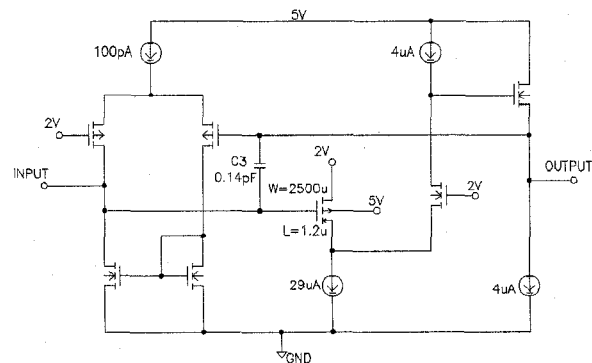 5V
100pA
4uA
2V
C3
0.14pF
2V
INPUT
W=2500u
5V
2V
OUTPUT
L=1.2u
29uA
4uA
GND